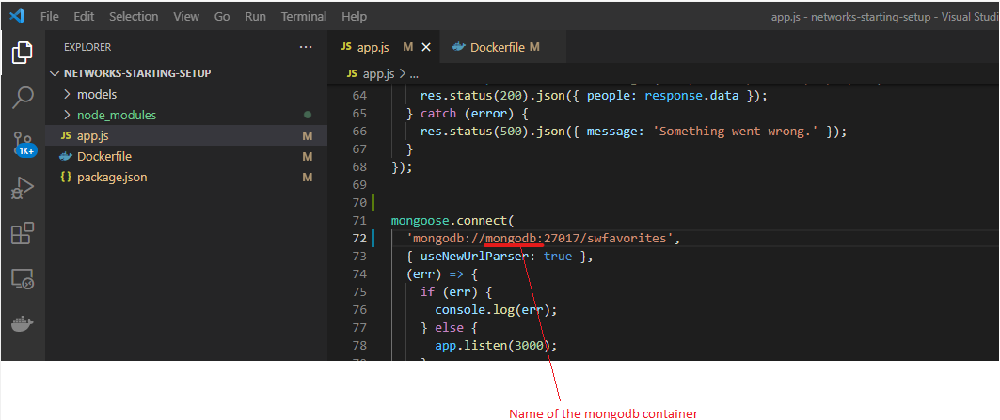 File Edit Selection View Go Run Terminal Help
app.js - networks-starting-setup - Visual Studi
EXPLORER
NETWORKS-STARTING-SETUP
models
node_modules
JS app.js M
Dockerfile M
{} package.json M
1K+
JS app.js M
Dockerfile M
JS app.js > ...
64 res.status(200).json({ people: response.data });
65 } catch (error) {
66 res.status(500).json({ message: 'Something went wrong.' });
67 }
68 });
69
70
71 mongoose.connect(
72 'mongodb://mongodb:27017/swfavorites',
73 { useNewUrlParser: true },
74 (err) => {
75 if (err) {
76 console.log(err);
77 } else {
78 app.listen(3000);
Name of the mongodb container